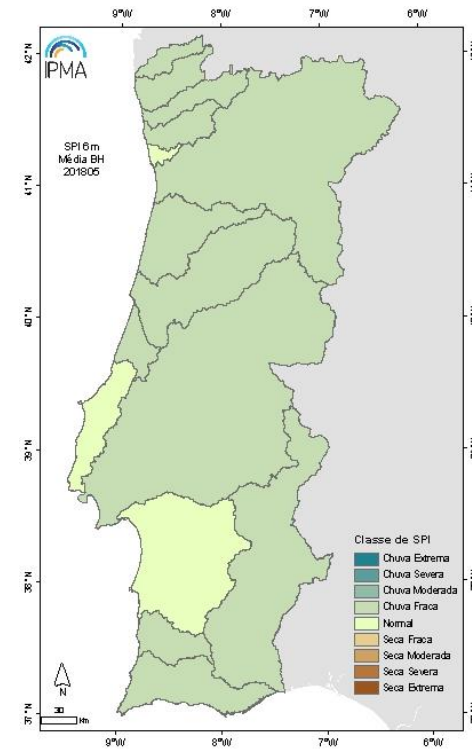 9°W 8°W 7°W 6°W
42°N
IPMA
SPI 6m
Média BH
201805
41°N
40°N
39°N
38°N
37°N
Classe de SPI
Chuva Extrema
Chuva Severa
Chuva Moderada
Chuva Fraca
Normal
Seca Fraca
Seca Moderada
Seca Severa
Seca Extrema
N
30
Km
9°W 8°W 7°W 6°W